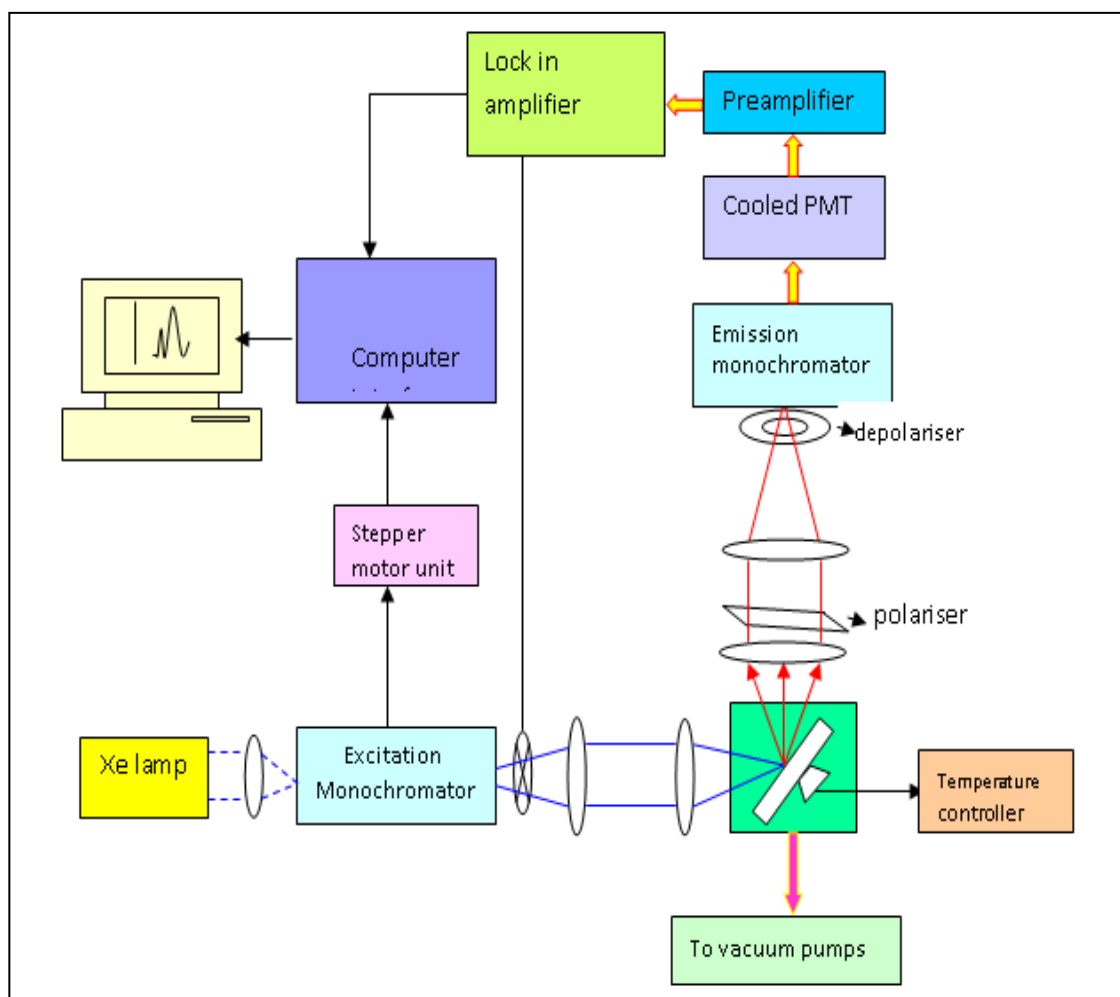 Lock in
amplifier
Preamplifier
Cooled PMT
Emission
monochromator
depolariser
Computer
Stepper
motor unit
polariser
Xe lamp
Excitation
Monochromator
Temperature
controller
To vacuum pumps